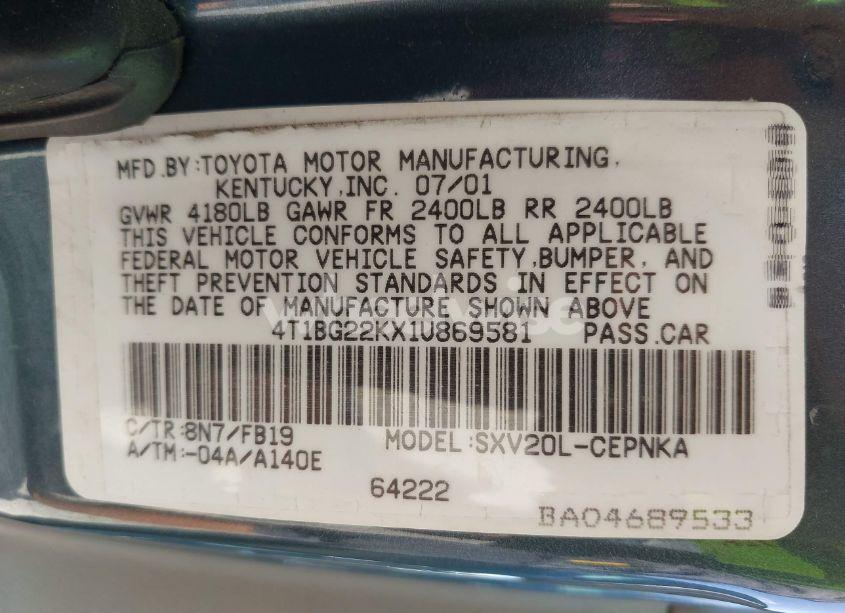 MFD.BY:TOYOTA MOTOR MANUFACTURING,
KENTUCKY,INC. 07/01
GVWR 4180LB GAWR FR 2400LB RR 2400LB
THIS VEHICLE CONFORMS TO ALL APPLICABLE
FEDERAL MOTOR VEHICLE SAFETY,BUMPER, AND
THEFT PREVENTION STANDARDS IN EFFECT ON
THE DATE OF MANUFACTURE SHOWN ABOVE
4T1BG22KX1U869581 PASS.CAR
C/TR:8N7/FB19 MODEL:SXV20L-CEPNKA
A/TM:-04A/A140E
64222
BA04689533